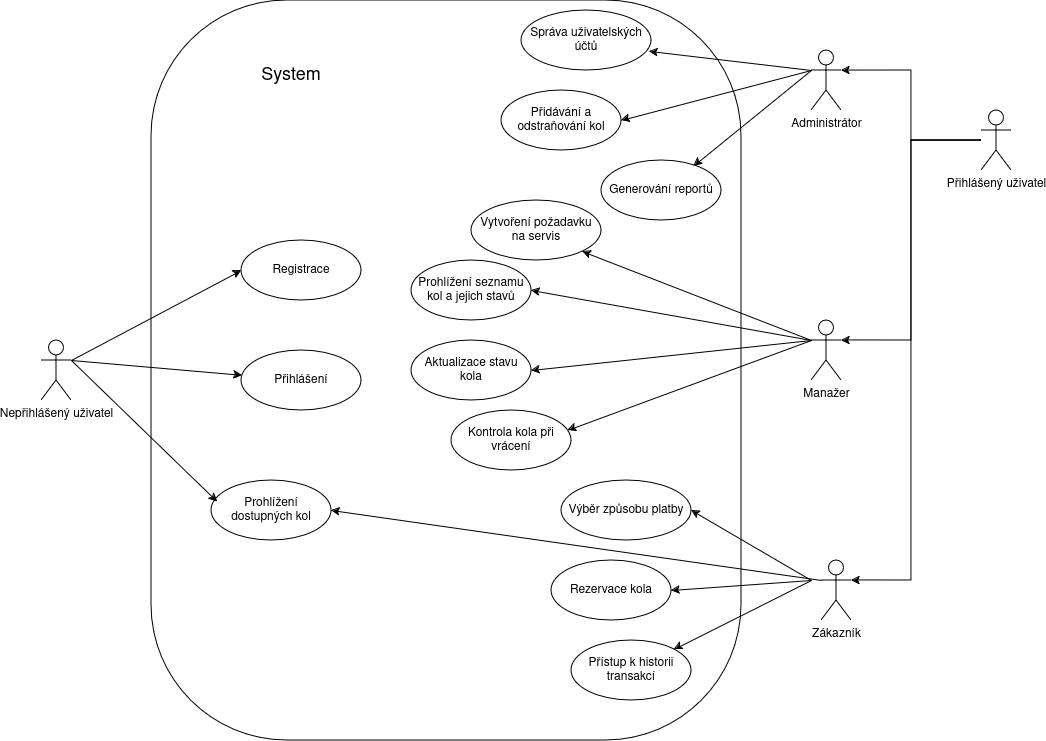 Správa uživatelských
účtů
System
Přidávání a
odstraňování kol
Administrátor
Generování reportů
Přihlášený uživatel
Vytvoření požadavku
na servis
Registrace
Prohlížení seznamu
kol a jejich stavů
Aktualizace stavu
kola
Přihlášení
Manažer
Nepřihlášený uživatel
Kontrola kola při
vrácení
Prohlížení
dostupných kol
Výběr způsobu platby
Rezervace kola
Zákazník
Přístup k historii
transakcí